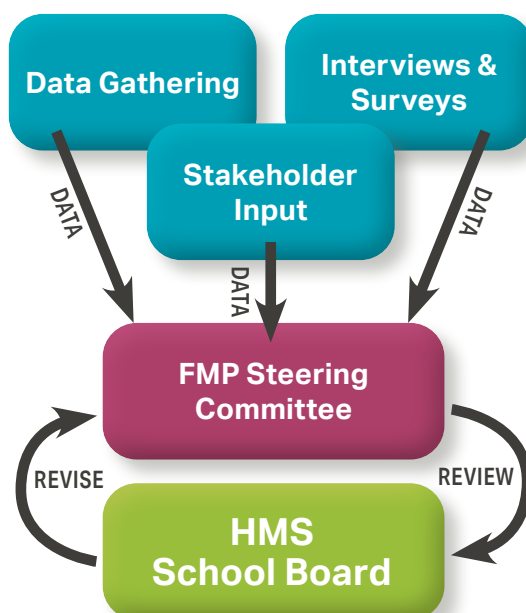 Data Gathering
Interviews &
Surveys
Stakeholder
Input
DATA
DATA
DATA
FMP Steering
Committee
REVISE
REVIEW
HMS
School Board